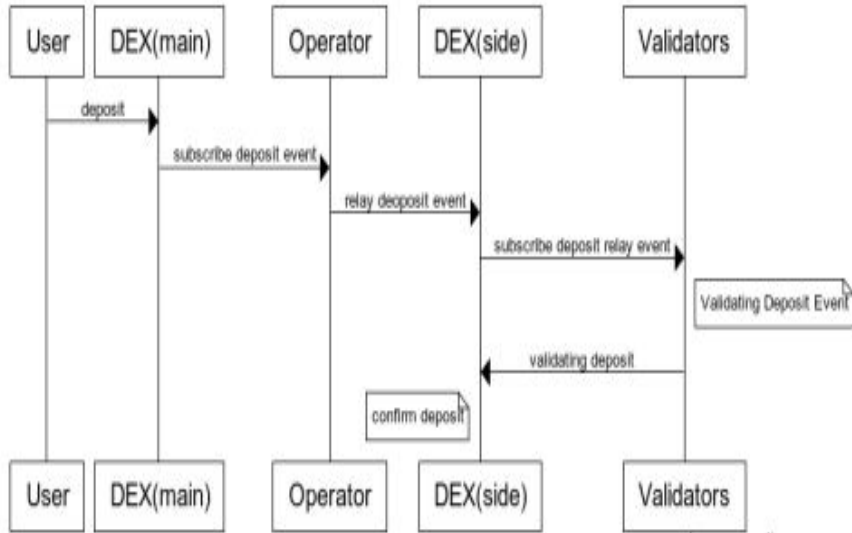 User
DEX(main)
Operator
DEX(side)
Validators
deposit
subscribe deposit event
relay deoposit event
subscribe deposit relay event
Validating Deposit Event
validating deposit
confirm deposit
User
DEX(main)
Operator
DEX(side)
Validators